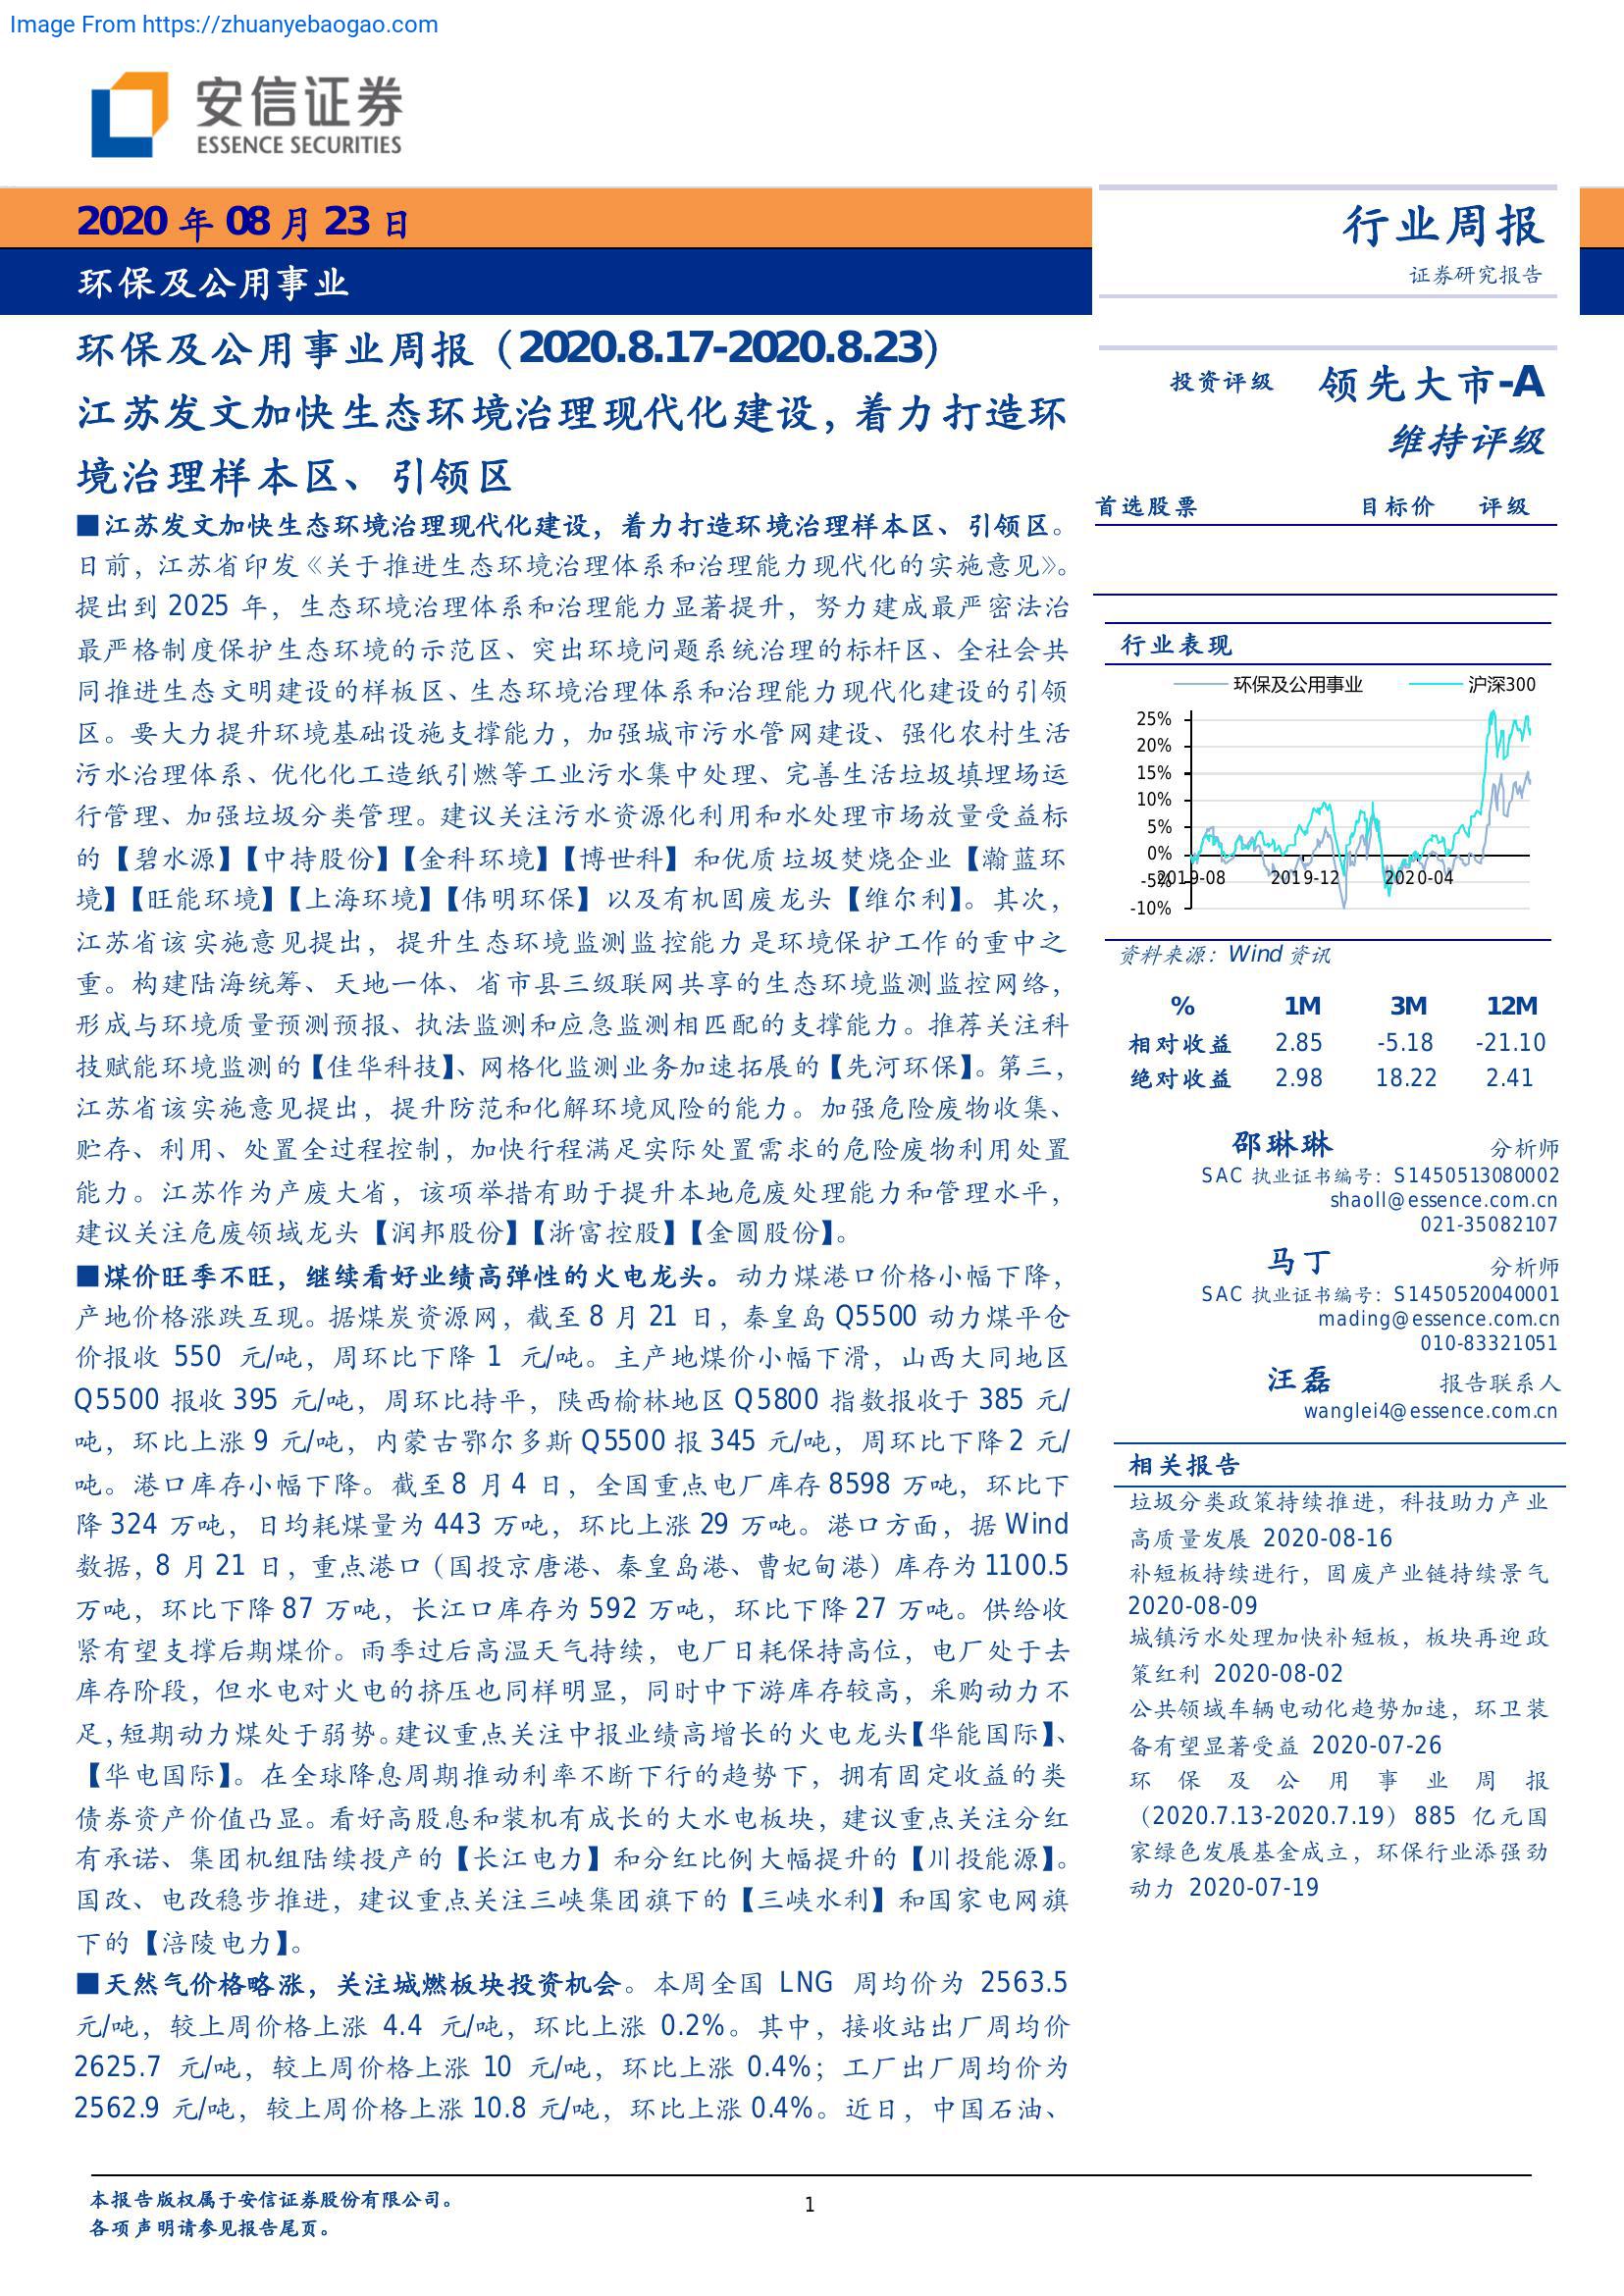 Image From https://zhuanyebaogao.com
安信证券
ESSENCE SECURITIES
2020 年 08 月 23 日
环保及公用事业
行业周报
证券研究报告
环保及公用事业周报（2020.8.17-2020.8.23）
江苏发文加快生态环境治理现代化建设，着力打造环
境治理样本区、引领区
■江苏发文加快生态环境治理现代化建设，着力打造环境治理样本区、引领区。
日前，江苏省印发《关于推进生态环境治理体系和治理能力现代化的实施意见》。
提出到 2025 年，生态环境治理体系和治理能力显著提升，努力建成最严密法治
最严格制度保护生态环境的示范区、突出环境问题系统治理的标杆区、全社会共
同推进生态文明建设的样板区、生态环境治理体系和治理能力现代化建设的引领
区。要大力提升环境基础设施支撑能力，加强城市污水管网建设、强化农村生活
污水治理体系、优化化工造纸引燃等工业污水集中处理、完善生活垃圾填埋场运
行管理、加强垃圾分类管理。建议关注污水资源化利用和水处理市场放量受益标
的【碧水源】【中持股份】【金科环境】【博世科】和优质垃圾焚烧企业【瀚蓝环
境】【旺能环境】【上海环境】【伟明环保】以及有机固废龙头【维尔利】。其次，
江苏省该实施意见提出，提升生态环境监测监控能力是环境保护工作的重中之
重。构建陆海统筹、天地一体、省市县三级联网共享的生态环境监测监控网络，
形成与环境质量预测预报、执法监测和应急监测相匹配的支撑能力。推荐关注科
技赋能环境监测的【佳华科技】、网格化监测业务加速拓展的【先河环保】。第三，
江苏省该实施意见提出，提升防范和化解环境风险的能力。加强危险废物收集、
贮存、利用、处置全过程控制，加快行程满足实际处置需求的危险废物利用处置
能力。江苏作为产废大省，该项举措有助于提升本地危废处理能力和管理水平，
建议关注危废领域龙头【润邦股份】【浙富控股】【金圆股份】。
■煤价旺季不旺，继续看好业绩高弹性的火电龙头。动力煤港口价格小幅下降，
产地价格涨跌互现。据煤炭资源网，截至 8 月 21 日，秦皇岛 Q5500 动力煤平仓
价报收 550 元/吨，周环比下降 1 元/吨。主产地煤价小幅下滑，山西大同地区
Q5500 报收 395 元/吨，周环比持平，陕西榆林地区 Q5800 指数报收于 385 元/
吨，环比上涨 9 元/吨，内蒙古鄂尔多斯 Q5500 报 345 元/吨，周环比下降 2 元/
吨。港口库存小幅下降。截至 8 月 4 日，全国重点电厂库存 8598 万吨，环比下
降 324 万吨，日均耗煤量为 443 万吨，环比上涨 29 万吨。港口方面，据 Wind
数据，8 月 21 日，重点港口（国投京唐港、秦皇岛港、曹妃甸港）库存为 1100.5
万吨，环比下降 87 万吨，长江口库存为 592 万吨，环比下降 27 万吨。供给收
紧有望支撑后期煤价。雨季过后高温天气持续，电厂日耗保持高位，电厂处于去
库存阶段，但水电对火电的挤压也同样明显，同时中下游库存较高，采购动力不
足，短期动力煤处于弱势。建议重点关注中报业绩高增长的火电龙头【华能国际】、
【华电国际】。在全球降息周期推动利率不断下行的趋势下，拥有固定收益的类
债券资产价值凸显。看好高股息和装机有成长的大水电板块，建议重点关注分红
有承诺、集团机组陆续投产的【长江电力】和分红比例大幅提升的【川投能源】。
国改、电改稳步推进，建议重点关注三峡集团旗下的【三峡水利】和国家电网旗
下的【涪陵电力】。
■天然气价格略涨，关注城燃板块投资机会。本周全国 LNG 周均价为 2563.5
元/吨，较上周价格上涨 4.4 元/吨，环比上涨 0.2%。其中，接收站出厂周均价
2625.7 元/吨，较上周价格上涨 10 元/吨，环比上涨 0.4%；工厂出厂周均价为
2562.9 元/吨，较上周价格上涨 10.8 元/吨，环比上涨 0.4%。近日，中国石油、
投资评级 领先大市-A
维持评级
首选股票 目标价 评级
行业表现
环保及公用事业 沪深300
25%
20%
15%
10%
5%
0%
-5%
-10%
2019-08 2019-12 2020-04
资料来源：Wind 资讯
% 1M 3M 12M
相对收益 2.85 -5.18 -21.10
绝对收益 2.98 18.22 2.41
邵琳琳 分析师
SAC 执业证书编号：S1450513080002
shaoll@essence.com.cn
021-35082107
马丁 分析师
SAC 执业证书编号：S1450520040001
mading@essence.com.cn
010-83321051
汪磊 报告联系人
wanglei4@essence.com.cn
相关报告
垃圾分类政策持续推进，科技助力产业
高质量发展 2020-08-16
补短板持续进行，固废产业链持续景气
2020-08-09
城镇污水处理加快补短板，板块再迎政
策红利 2020-08-02
公共领域车辆电动化趋势加速，环卫装
备有望显著受益 2020-07-26
环保及公用事业周报
（2020.7.13-2020.7.19）885 亿元国
家绿色发展基金成立，环保行业添强劲
动力 2020-07-19
本报告版权属于安信证券股份有限公司。
各项声明请参见报告尾页。
1